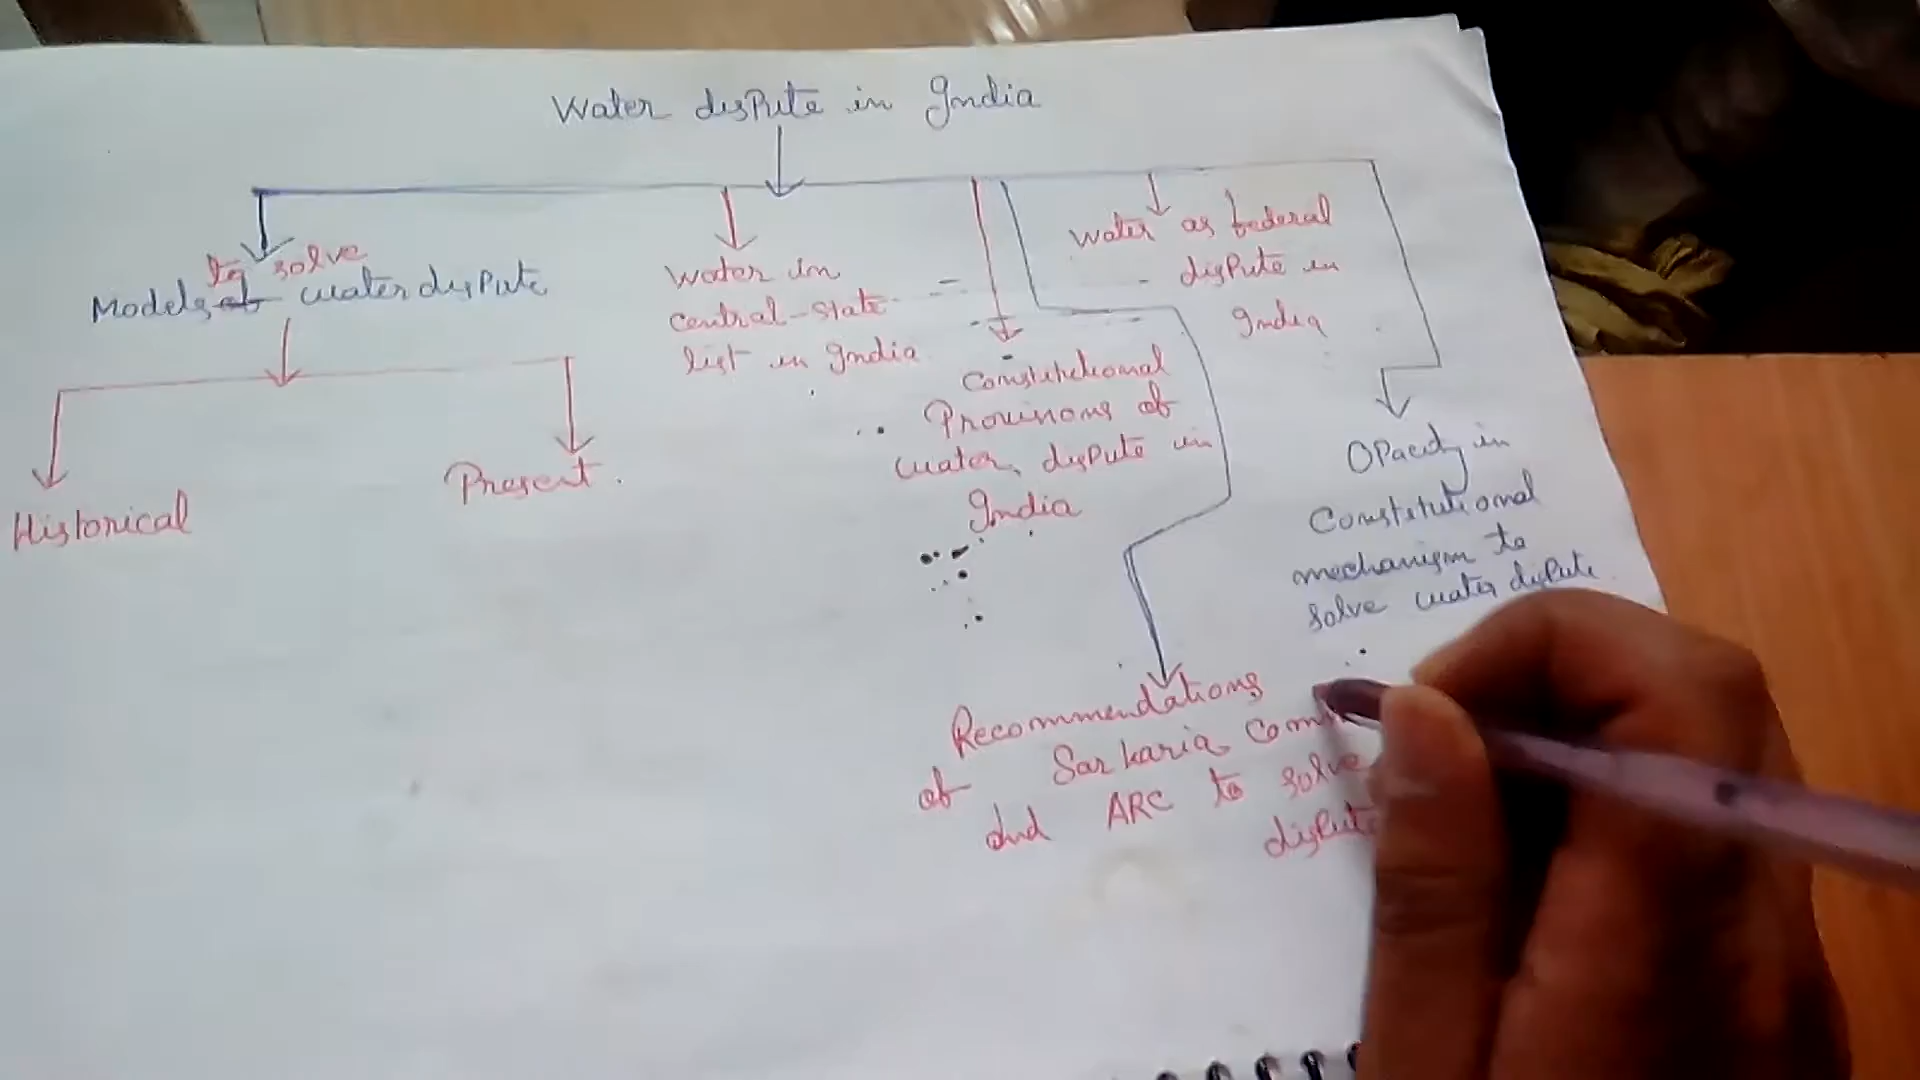 Water dispute in India
to solve
Models of water dispute
Historical
Present.
Water in
central-state
list in India
Constitutional
Provisions of
water dispute in
India
Water as federal
dispute in
India
Opacity in
Constitutional
mechanism to
solve water dispute
Recommendations
of Sarkaria Comm
and ARC to solve
dispute